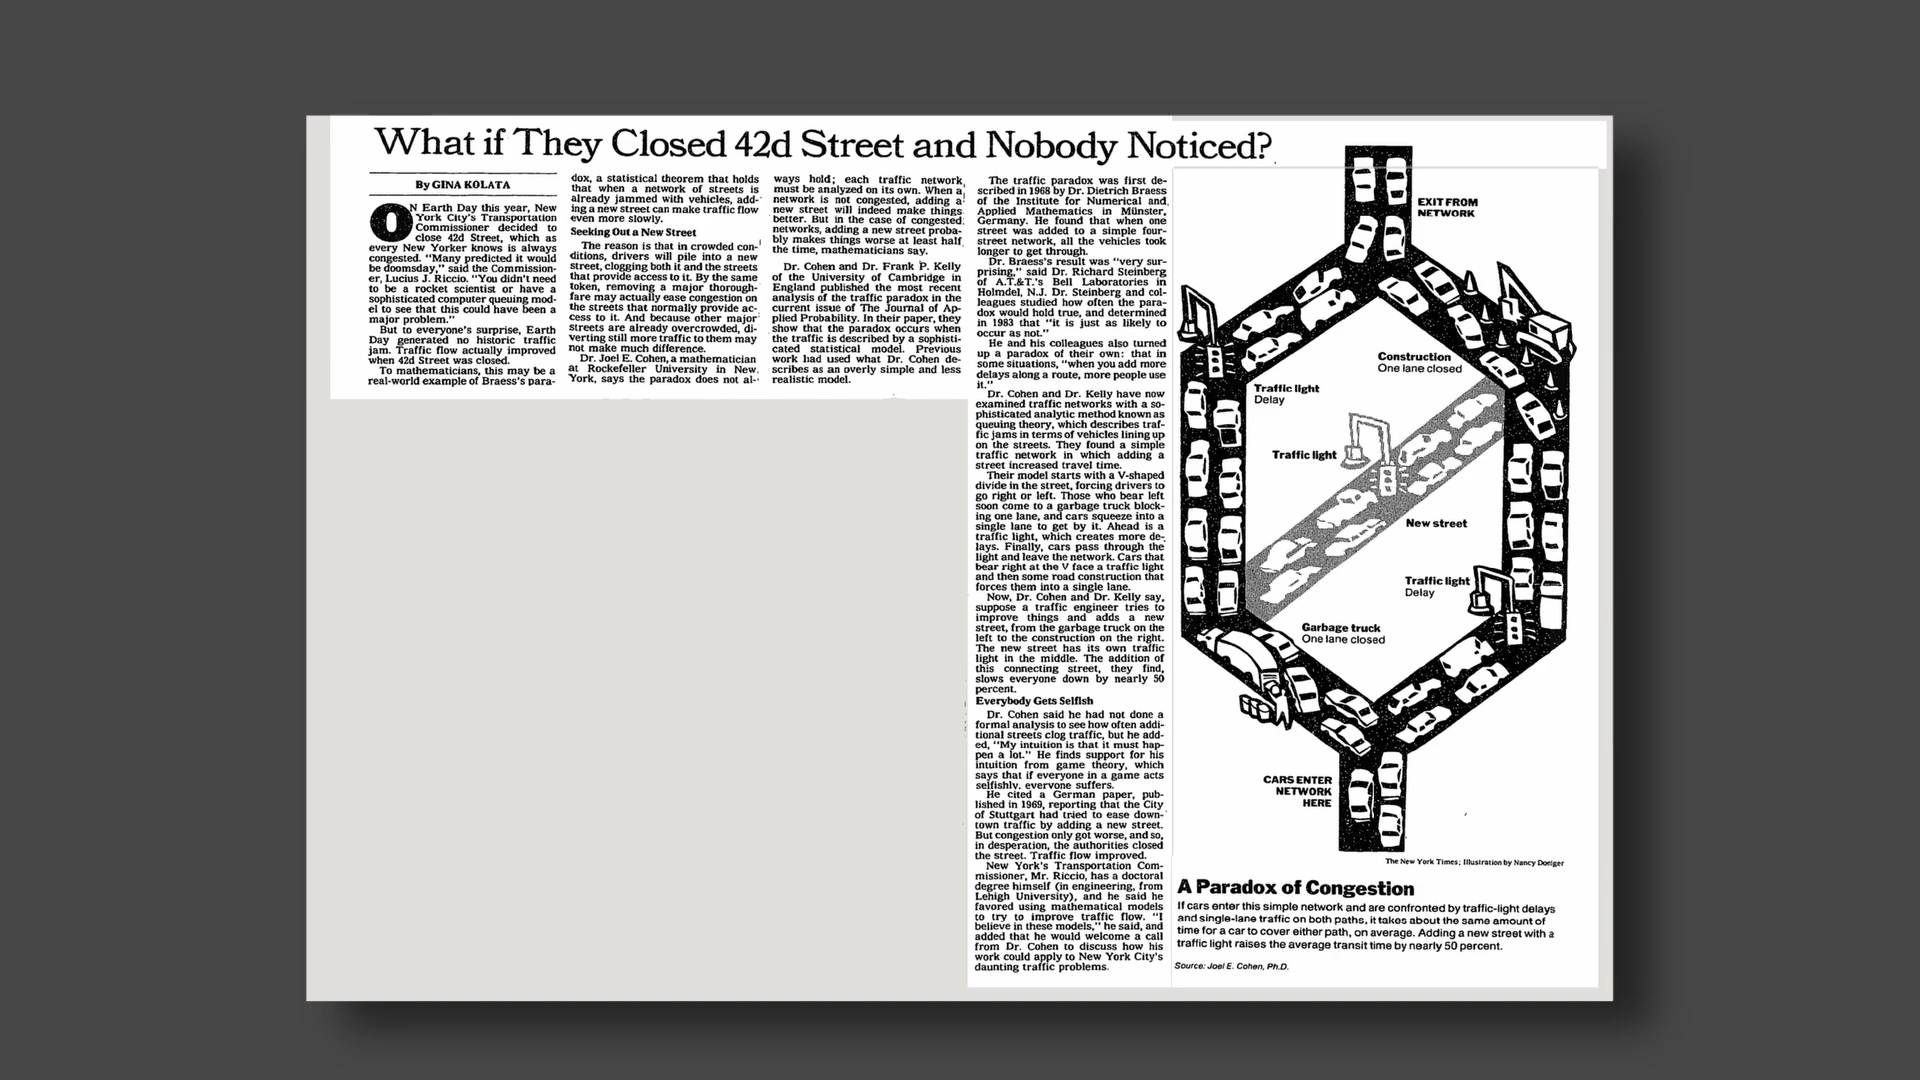 What if They Closed 42d Street and Nobody Noticed?
By GINA KOLATA
ON Earth Day this year, New
York City's Transportation
Commissioner decided to
close 42d Street, which as
every New Yorker knows is always
congested. "Many predicted it would
be doomsday," said the Commission-
er, Lucius J. Riccio. "You didn't need
to be a rocket scientist or have a
sophisticated computer queuing mod-
el to see that this could have been a
major problem."
But to everyone's surprise, Earth
Day generated no historic traffic
jam. Traffic flow actually improved
when 42d Street was closed.
To mathematicians, this may be a
real-world example of Braess's para-
dox, a statistical theorem that holds
that when a network of streets is
already jammed with vehicles, add-
ing a new street can make traffic flow
even more slowly.
Seeking Out a New Street
The reason is that in crowded con-
ditions, drivers will pile into a new
street, clogging both it and the streets
that provide access to it. By the same
token, removing a major thorough-
fare may actually ease congestion on
the streets that normally provide ac-
cess to it. And because other major
streets are already overcrowded, di-
verting still more traffic to them may
not make much difference.
Dr. Joel E. Cohen, a mathematician
at Rockefeller University in New
York, says the paradox does not al-
ways hold; each traffic network
must be analyzed on its own. When a
network is not congested, adding a
new street will indeed make things
better. But in the case of congested
networks, adding a new street proba-
bly makes things worse at least half
the time, mathematicians say.
Dr. Cohen and Dr. Frank P. Kelly
of the University of Cambridge in
England published the most recent
analysis of the traffic paradox in the
current issue of The Journal of Ap-
plied Probability. In their paper, they
show that the paradox occurs when
the traffic is described by a sophisti-
cated statistical model. Previous
work had used what Dr. Cohen de-
scribes as an overly simple and less
realistic model.
The traffic paradox was first de-
scribed in 1968 by Dr. Dietrich Braess
of the Institute for Numerical and
Applied Mathematics in Münster,
Germany. He found that when one
street was added to a simple four-
street network, all the vehicles took
longer to get through.
Dr. Braess's result was "very sur-
prising," said Dr. Richard Steinberg
of A.T.&T.'s Bell Laboratories in
Holmdel, N.J. Dr. Steinberg and col-
leagues studied how often the para-
dox would hold true, and determined
in 1983 that "it is just as likely to
occur as not."
He and his colleagues also turned
up a paradox of their own: that in
some situations, "when you add more
delays along a route, more people use
it."
Dr. Cohen and Dr. Kelly have now
examined traffic networks with a so-
phisticated analytic method known as
queuing theory, which describes traf-
fic jams in terms of vehicles lining up
on the streets. They found a simple
traffic network in which adding a
street increased travel time.
Their model starts with a V-shaped
divide in the street, forcing drivers to
go right or left. Those who bear left
soon come to a garbage truck block-
ing one lane, and cars squeeze into a
single lane to get by it. Ahead is a
traffic light, which creates more de-
lays. Finally, cars pass through the
light and leave the network. Cars that
bear right at the V face a traffic light
and then some road construction that
forces them into a single lane.
Now, Dr. Cohen and Dr. Kelly say,
suppose a traffic engineer tries to
improve things and adds a new
street, from the garbage truck on the
left to the construction on the right.
The new street has its own traffic
light in the middle. The addition of
this connecting street, they find,
slows everyone down by nearly 50
percent.
Everybody Gets Selfish
Dr. Cohen said he had not done a
formal analysis to see how often addi-
tional streets clog traffic, but he add-
ed, "My intuition is that it must hap-
pen a lot." He finds support for his
intuition from game theory, which
says that if everyone in a game acts
selfishly, everyone suffers.
He cited a German paper, pub-
lished in 1969, reporting that the City
of Stuttgart had tried to ease down-
town traffic by adding a new street.
But congestion only got worse, and so,
in desperation, the authorities closed
the street. Traffic flow improved.
New York's Transportation Com-
missioner, Mr. Riccio, has a doctoral
degree himself (in engineering, from
Lehigh University), and he said he
favored using mathematical models
to try to improve traffic flow. "I
believe in these models," he said, and
added that he would welcome a call
from Dr. Cohen to discuss how his
work could apply to New York City's
daunting traffic problems.
EXIT FROM
NETWORK
Construction
One lane closed
Traffic light
Delay
Traffic light
New street
Traffic light
Delay
Garbage truck
One lane closed
CARS ENTER
NETWORK
HERE
The New York Times; Illustration by Nancy Doniger
A Paradox of Congestion
If cars enter this simple network and are confronted by traffic-light delays
and single-lane traffic on both paths, it takes about the same amount of
time for a car to cover either path, on average. Adding a new street with a
traffic light raises the average transit time by nearly 50 percent.
Source: Joel E. Cohen, Ph.D.